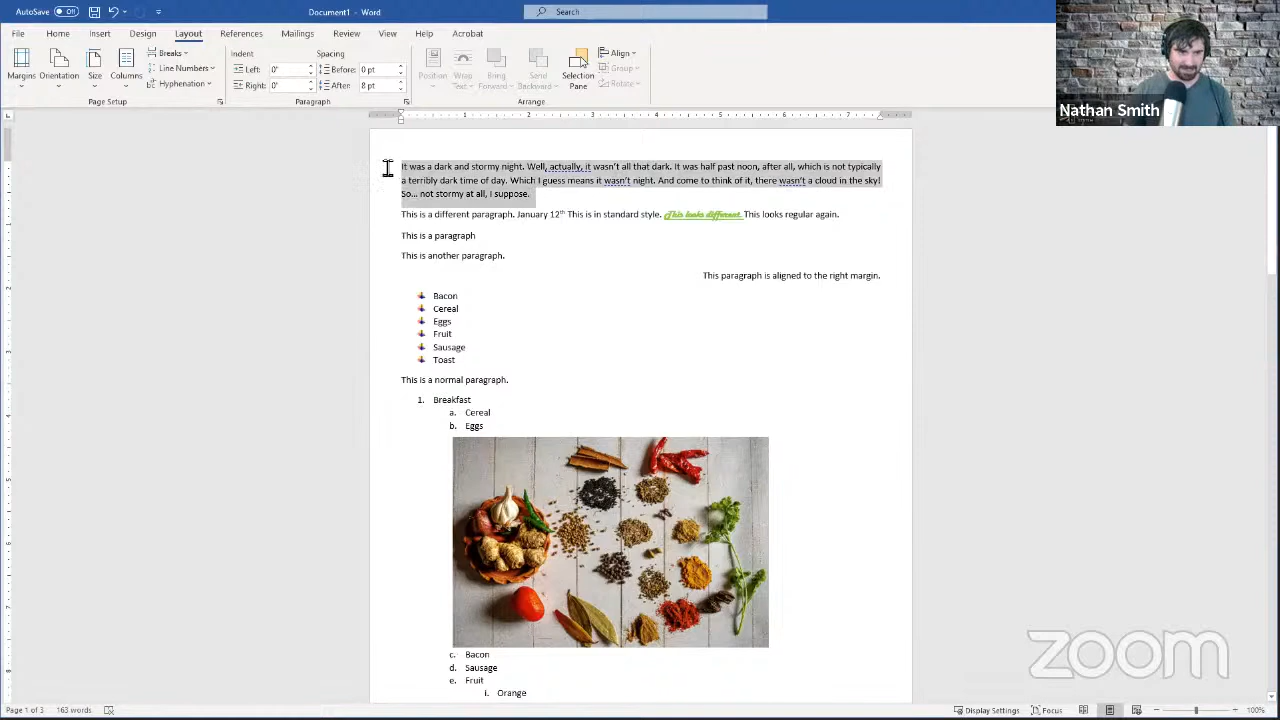 AutoSave Off
Document1 - Word
Search
File Home Insert Design Layout References Mailings Review View Help Acrobat
Margins Orientation Size Columns
Breaks
Line Numbers
Hyphenation
Page Setup
Indent Spacing
Left: 0" Before: 0 pt
Right: 0" After: 0 pt
Paragraph
Position Wrap Text Bring Forward Send Backward Selection Pane
Align
Group
Rotate
Arrange
Nathan Smith
1 2 3 4 5 6 7
It was a dark and stormy night. Well, actually, it wasn't all that dark. It was half past noon, after all, which is not typically
a terribly dark time of day. Which I guess means it wasn't night. And come to think of it, there wasn't a cloud in the sky!
So... not stormy at all, I suppose.
This is a different paragraph. January 12th This is in standard style. This looks different. This looks regular again.
This is a paragraph
This is another paragraph.
This paragraph is aligned to the right margin.
Bacon
Cereal
Eggs
Fruit
Sausage
Toast
This is a normal paragraph.
1. Breakfast
a. Cereal
b. Eggs
c. Bacon
d. Sausage
e. Fruit
i. Orange
zoom
Page 1 of 3 163 words
Display Settings Focus 100%